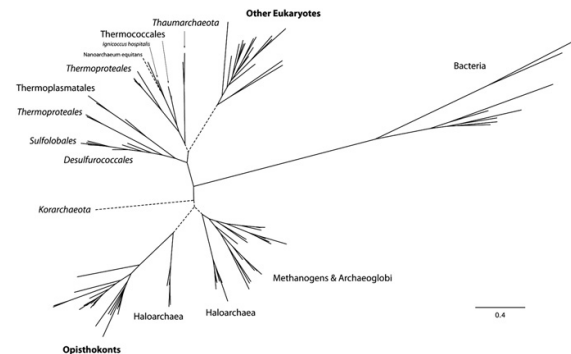 Other Eukaryotes
Thaumarchaeota
Thermococcales
Ignicoccus hospitalis
Nanoarchaeum equitans
Thermoproteales
Bacteria
Thermoplasmatales
Thermoproteales
Sulfolobales
Desulfurococcales
Korarchaeota
Methanogens & Archaeoglobi
Haloarchaea
Haloarchaea
0.4
Opisthokonts